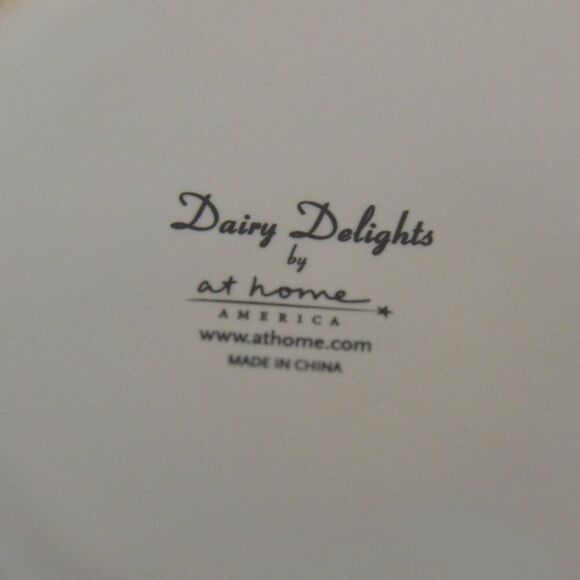 Dairy Delights
by
at home
AMERICA
www.athome.com
MADE IN CHINA